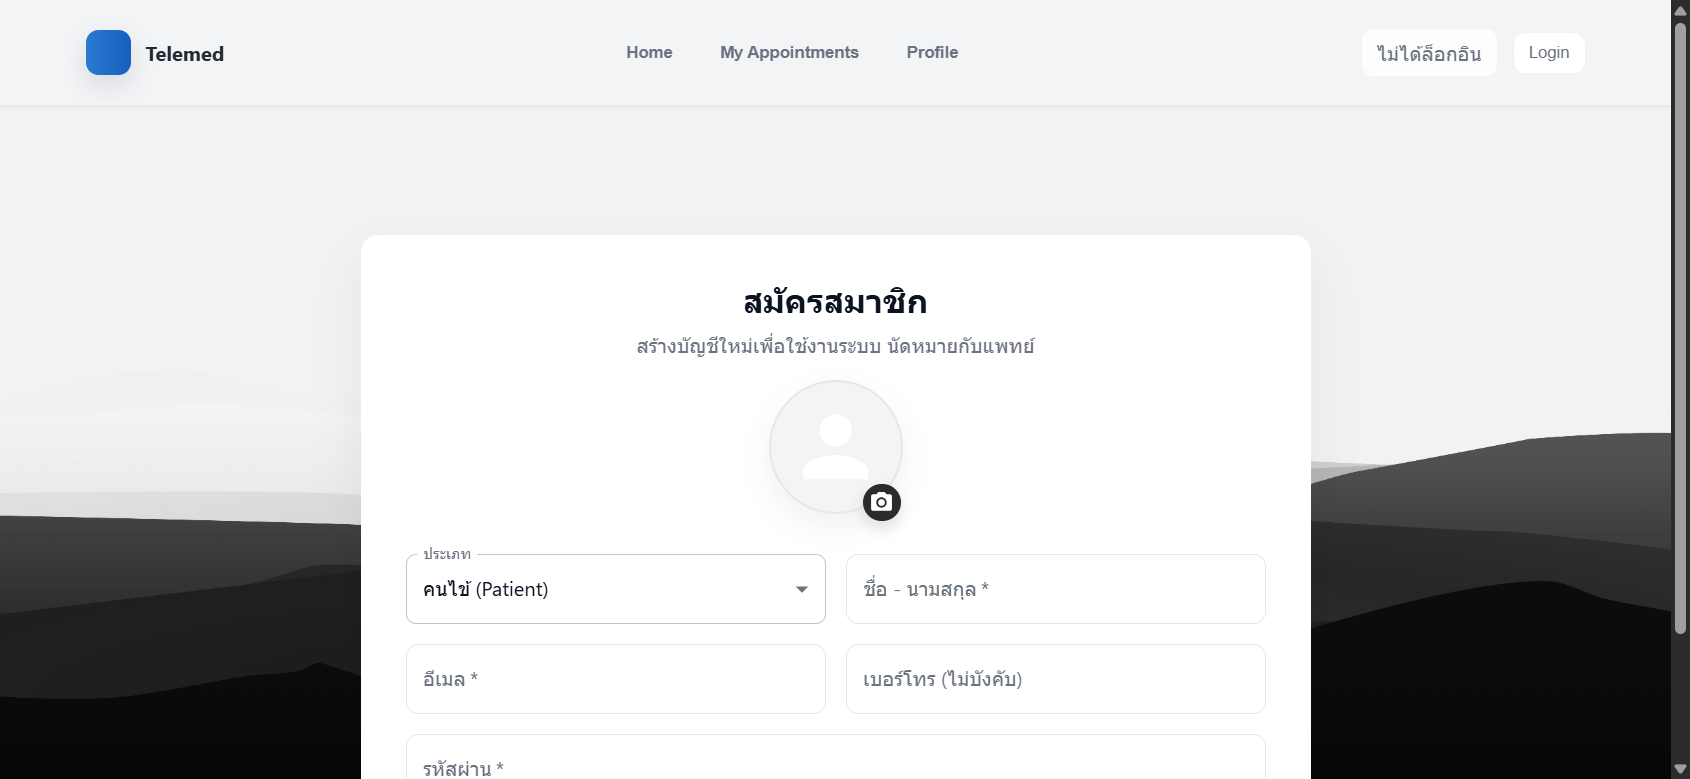 Telemed
Home
My Appointments
Profile
ไม่ได้ล็อกอิน
Login
สมัครสมาชิก
สร้างบัญชีใหม่เพื่อใช้งานระบบ นัดหมายกับแพทย์
ประเภท
คนไข้ (Patient)
ชื่อ - นามสกุล *
อีเมล *
เบอร์โทร (ไม่บังคับ)
รหัสผ่าน *